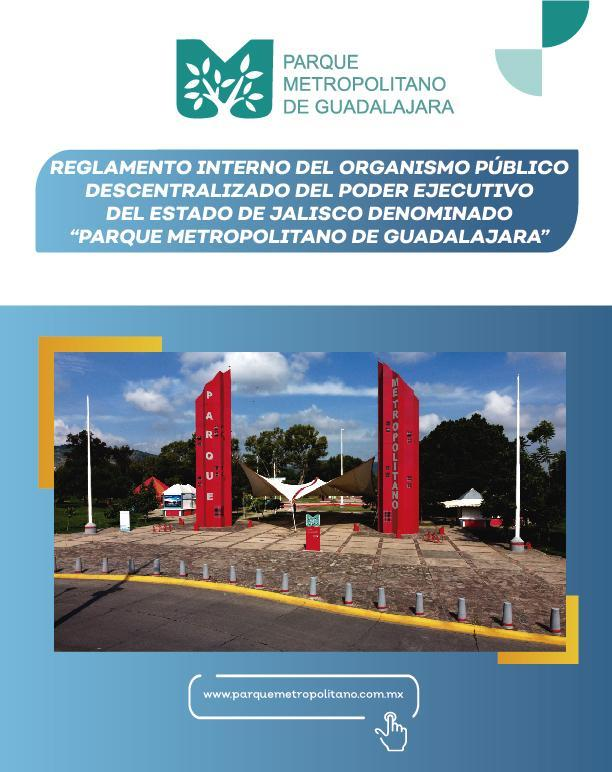 PARQUE
METROPOLITANO
DE GUADALAJARA
REGLAMENTO INTERNO DEL ORGANISMO PÚBLICO
DESCENTRALIZADO DEL PODER EJECUTIVO
DEL ESTADO DE JALISCO DENOMINADO
“PARQUE METROPOLITANO DE GUADALAJARA”
PARQUE
METROPOLITANO
www.parquemetropolitano.com.mx